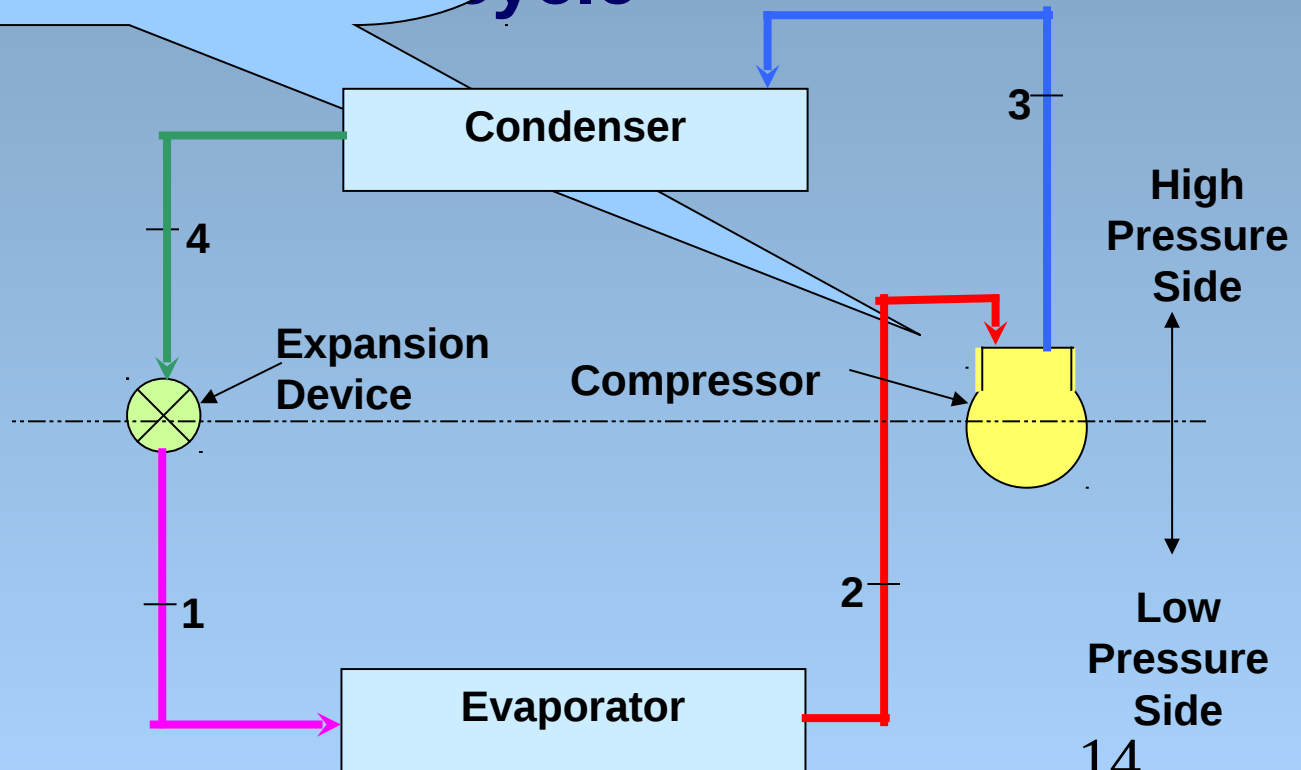 3
Condenser
High
Pressure
Side
4
Expansion
Device
Compressor
2
1
Low
Pressure
Side
Evaporator
14